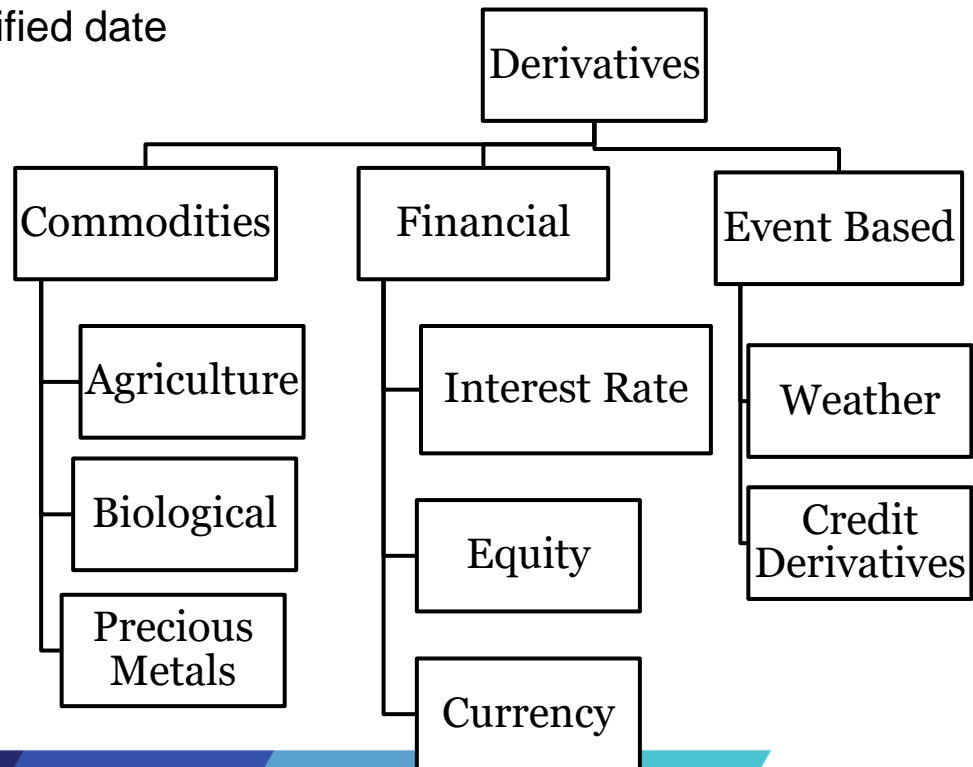 ified date
Derivatives
Commodities
Financial
Event Based
Agriculture
Biological
Precious
Metals
Interest Rate
Equity
Currency
Weather
Credit
Derivatives